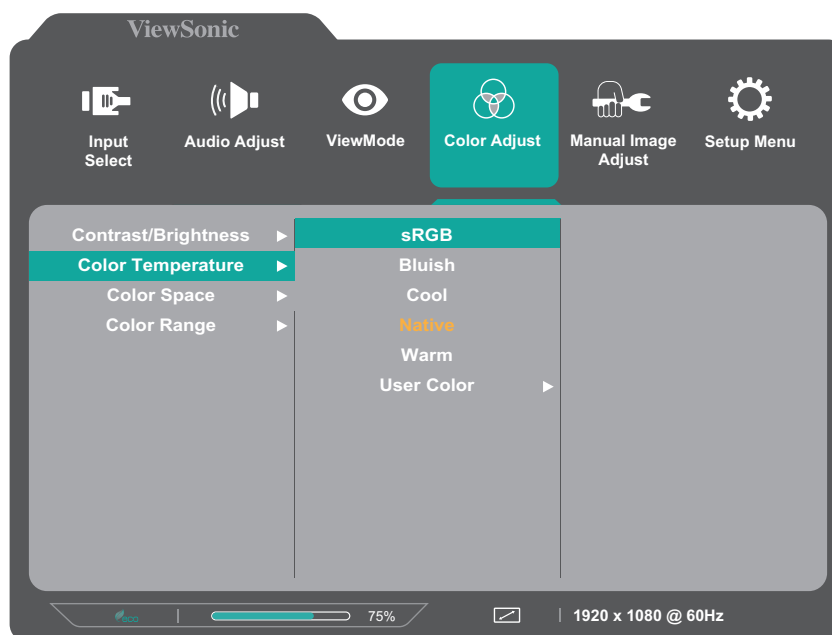 ViewSonic
Input Select
Audio Adjust
ViewMode
Color Adjust
Manual Image Adjust
Setup Menu
Contrast/Brightness
Color Temperature
Color Space
Color Range
sRGB
Bluish
Cool
Native
Warm
User Color
eco
75%
1920 x 1080 @ 60Hz